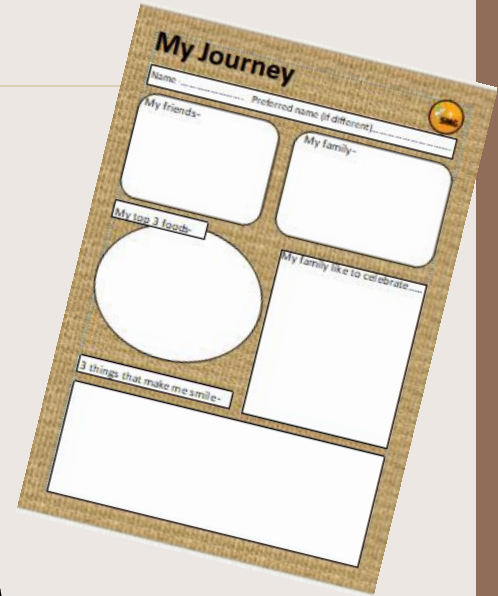 My Journey
Name ………………… Preferred name (if different)………………………
My friends-
My family-
My top 3 foods-
My family like to celebrate……
3 things that make me smile-